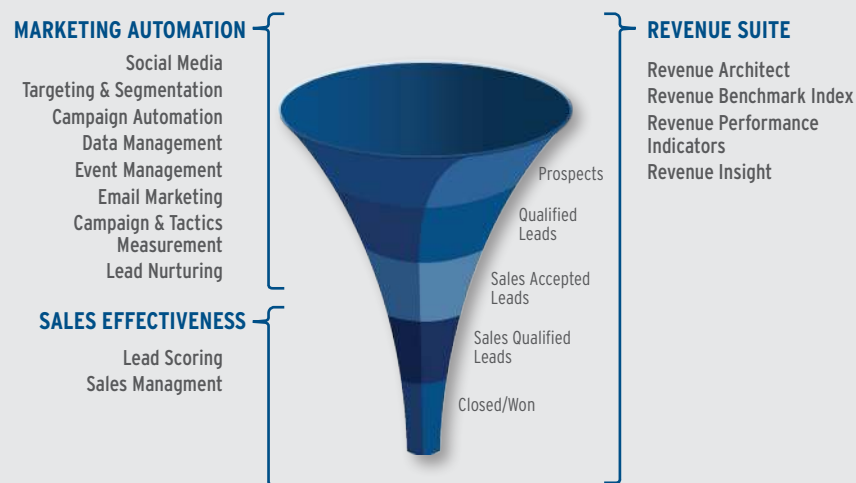 MARKETING AUTOMATION
Social Media
Targeting & Segmentation
Campaign Automation
Data Management
Event Management
Email Marketing
Campaign & Tactics
Measurement
Lead Nurturing
SALES EFFECTIVENESS
Lead Scoring
Sales Managment
Prospects
Qualified
Leads
Sales Accepted
Leads
Sales Qualified
Leads
Closed/Won
REVENUE SUITE
Revenue Architect
Revenue Benchmark Index
Revenue Performance
Indicators
Revenue Insight